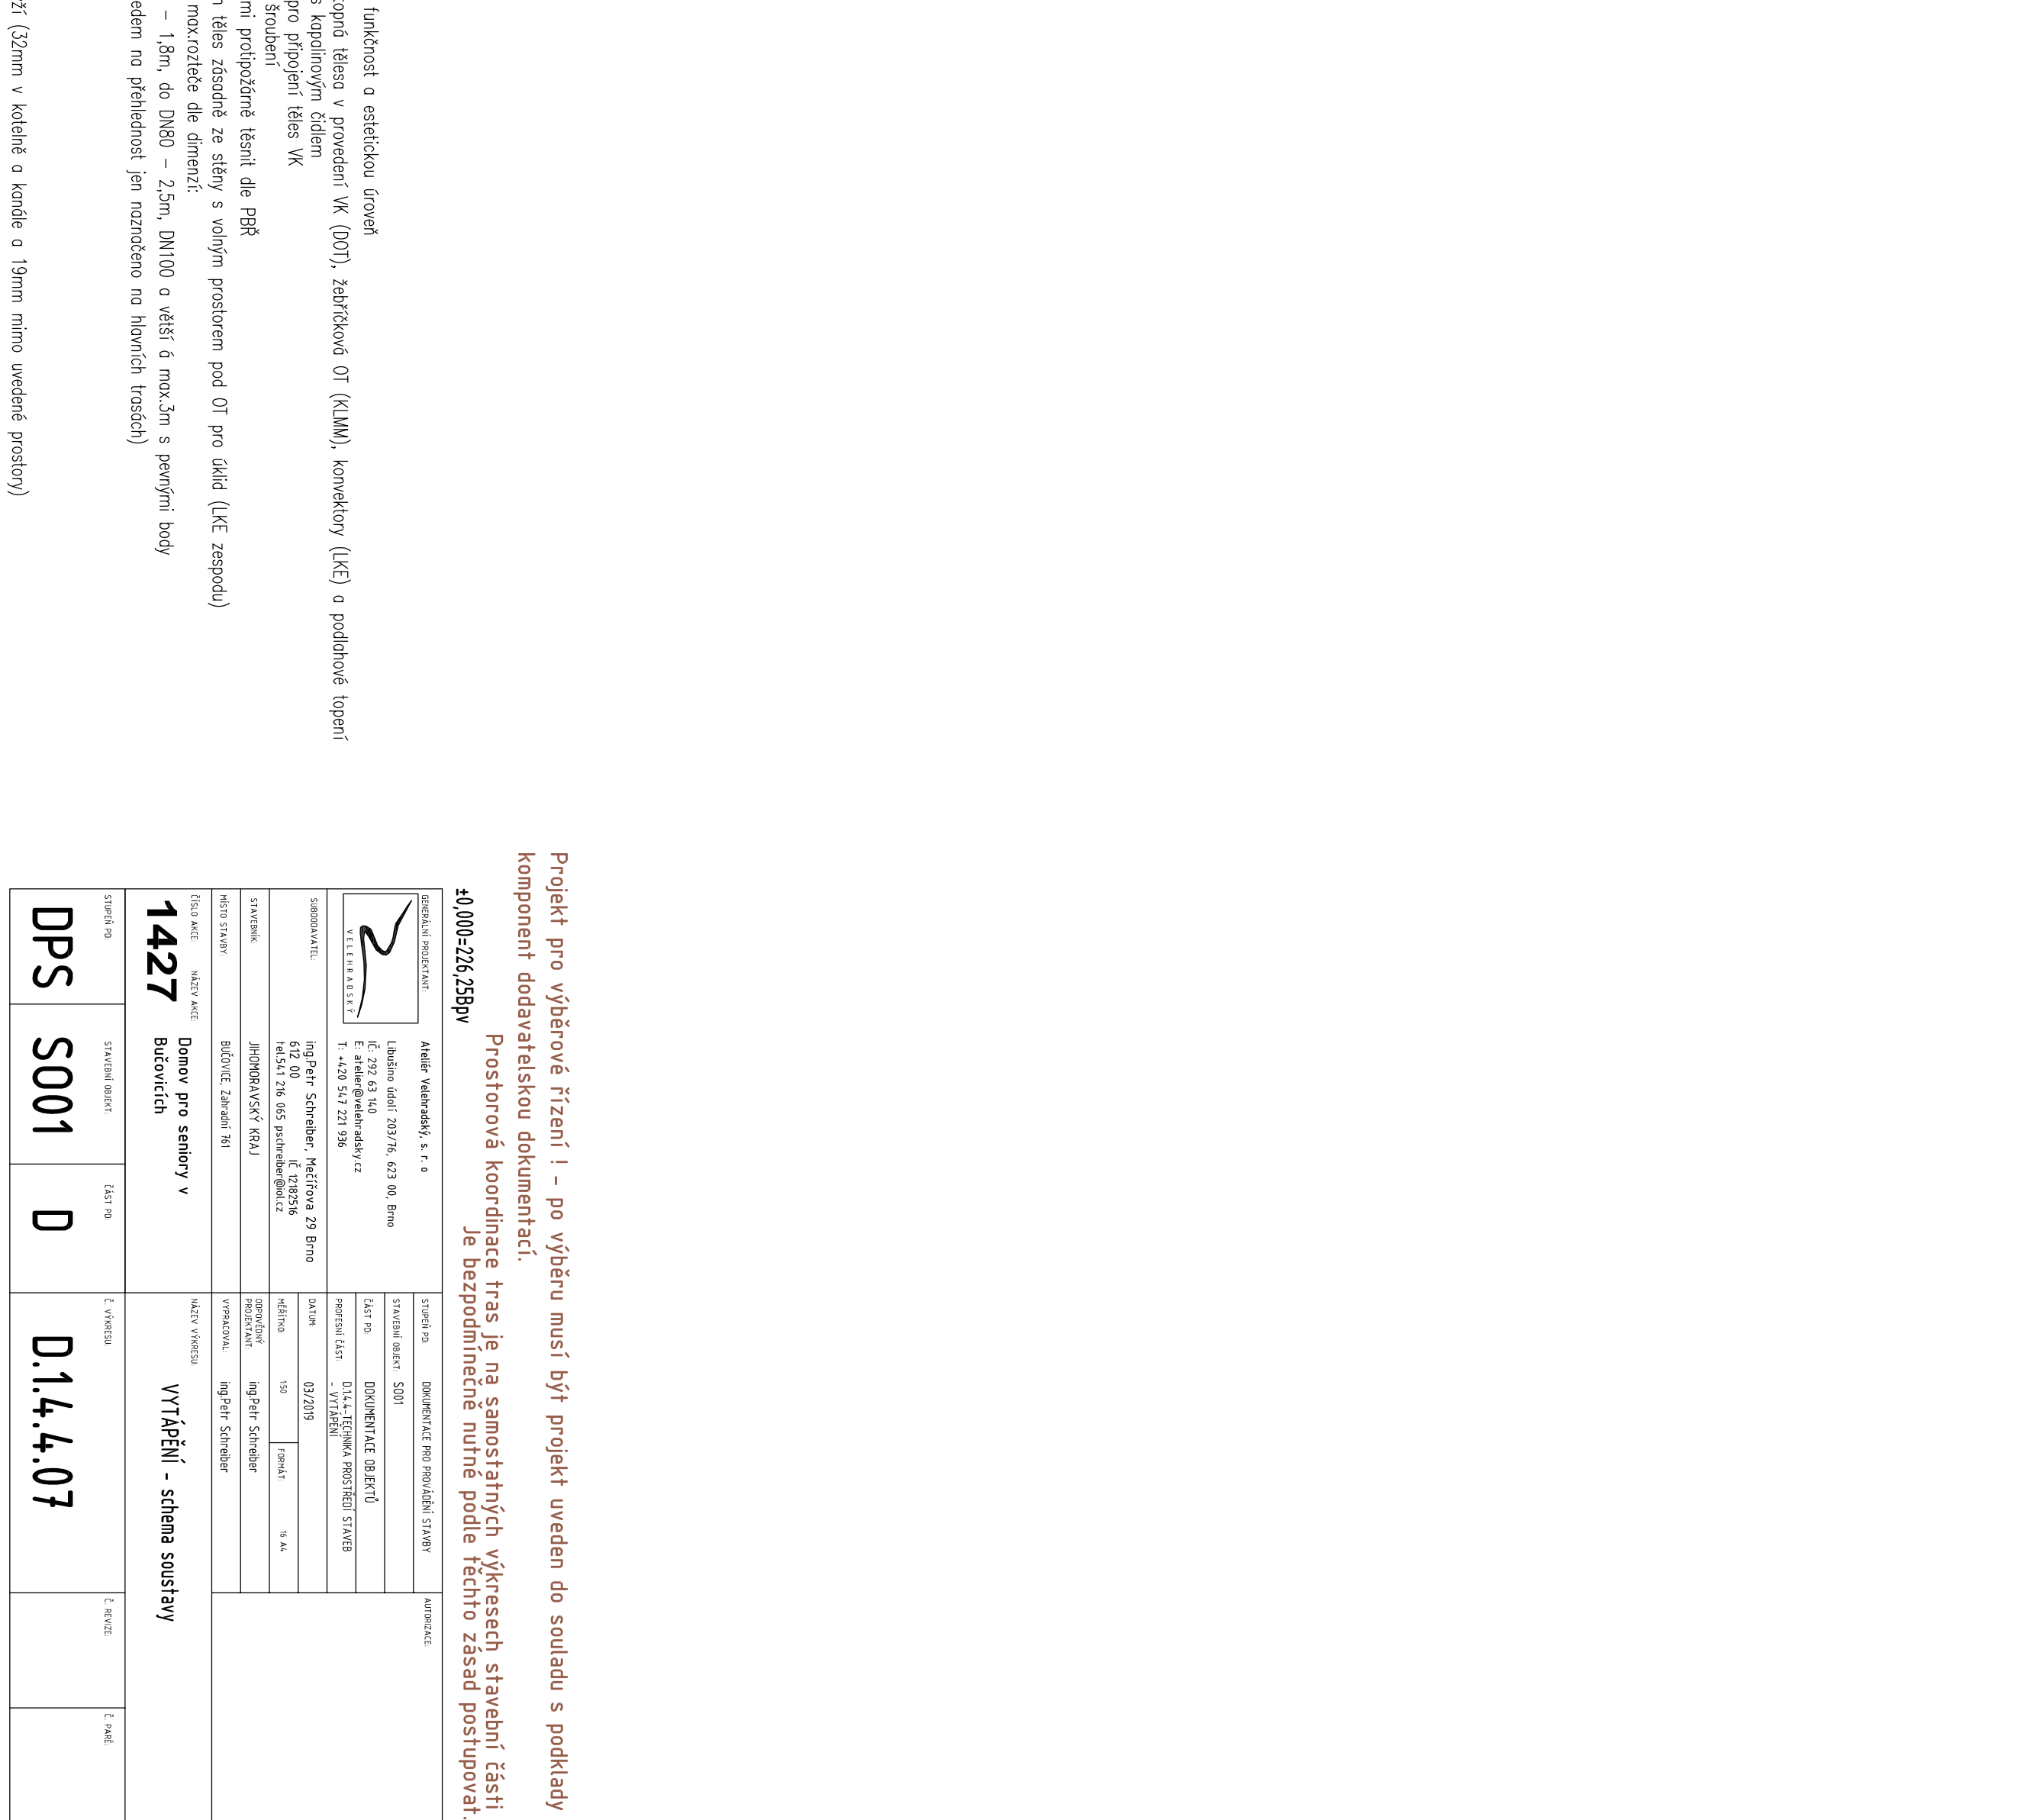 funkčnost a estetickou úroveň
topná tělesa v provedení VK (DOT), žebříčková OT (KLMM), konvektory (LKE) a podlahové topení
s kapalinovým čidlem
pro připojení těles VK
šroubení
mi protipožárně těsnit dle PBŘ
těles zásadně ze stěny s volným prostorem pod OT pro úklid (LKE zespodu)
max.rozteče dle dimenzí:
– 1,8m, do DN80 – 2,5m, DN100 a větší á max.3m s pevnými body
edem na přehlednost jen naznačeno na hlavních trasách)
ží (32mm v kotelně a kanále a 19mm mimo uvedené prostory)
Projekt pro výběrové řízení ! – po výběru musí být projekt uveden do souladu s podklady
komponent dodavatelskou dokumentací.
Prostorová koordinace tras je na samostatných výkresech stavební části
Je bezpodmínečně nutné podle těchto zásad postupovat.
±0,000=226,25Bpv
GENERÁLNÍ PROJEKTANT:
VELEHRADSKÝ
Ateliér Velehradský, s. r. o
Libušino údolí 203/76, 623 00, Brno
IČ: 292 63 140
E: atelier@velehradsky.cz
T: +420 547 221 936
SUBDODAVATEL:
ing.Petr Schreiber, Mečířova 29 Brno
612 00 IČ 12182516
tel.541 216 065 pschreiber@iol.cz
STAVEBNÍK: JIHOMORAVSKÝ KRAJ
MÍSTO STAVBY: BUČOVICE, Zahradní 761
STUPEŇ PD: DOKUMENTACE PRO PROVÁDĚNÍ STAVBY
STAVEBNÍ OBJEKT: SO01
ČÁST PD: DOKUMENTACE OBJEKTŮ
PROFESNÍ ČÁST: D.1.4.4-TECHNIKA PROSTŘEDÍ STAVEB
- VYTÁPĚNÍ
DATUM: 03/2019
MĚŘÍTKO: 1:50 FORMÁT: 16 A4
ODPOVĚDNÝ
PROJEKTANT: ing.Petr Schreiber
VYPRACOVAL: ing.Petr Schreiber
AUTORIZACE:
ČÍSLO AKCE: NÁZEV AKCE:
1427
Domov pro seniory v
Bučovicích
NÁZEV VÝKRESU:
VYTÁPĚNÍ - schema soustavy
STUPEŇ PD: STAVEBNÍ OBJEKT: ČÁST PD: Č. VÝKRESU: Č. REVIZE: Č. PARÉ:
DPS SO01 D D.1.4.4.07